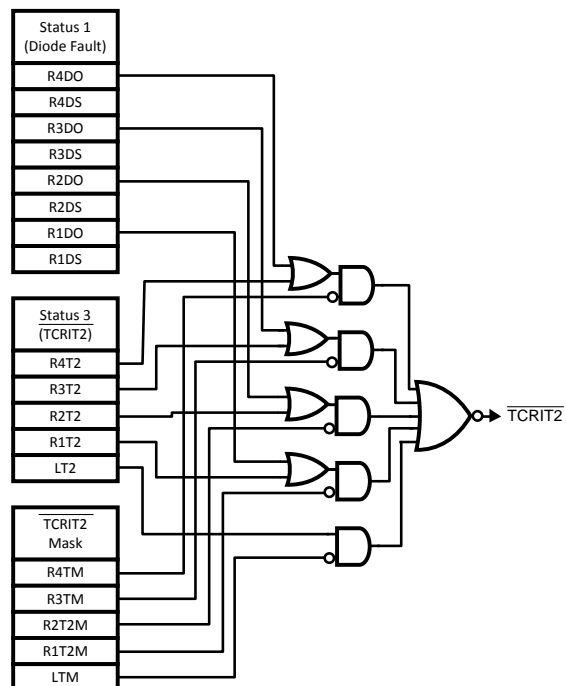 Status 1
(Diode Fault)
R4DO
R4DS
R3DO
R3DS
R2DO
R2DS
R1DO
R1DS
Status 3
(TCRIT2)
R4T2
R3T2
R2T2
R1T2
LT2
TCRIT2
Mask
R4TM
R3TM
R2T2M
R1T2M
LTM
TCRIT2